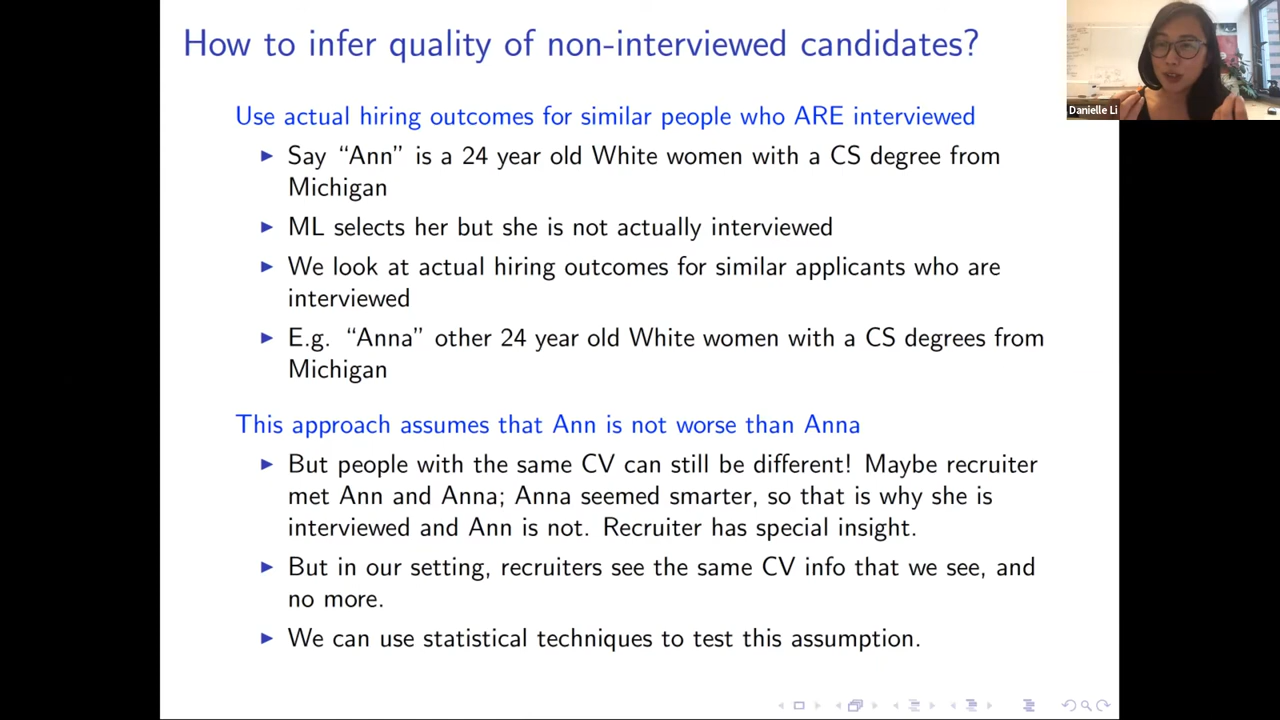 How to infer quality of non-interviewed candidates?
Danielle Li
Use actual hiring outcomes for similar people who ARE interviewed
Say “Ann” is a 24 year old White women with a CS degree from
Michigan
ML selects her but she is not actually interviewed
We look at actual hiring outcomes for similar applicants who are
interviewed
E.g. “Anna” other 24 year old White women with a CS degrees from
Michigan
This approach assumes that Ann is not worse than Anna
But people with the same CV can still be different! Maybe recruiter
met Ann and Anna; Anna seemed smarter, so that is why she is
interviewed and Ann is not. Recruiter has special insight.
But in our setting, recruiters see the same CV info that we see, and
no more.
We can use statistical techniques to test this assumption.